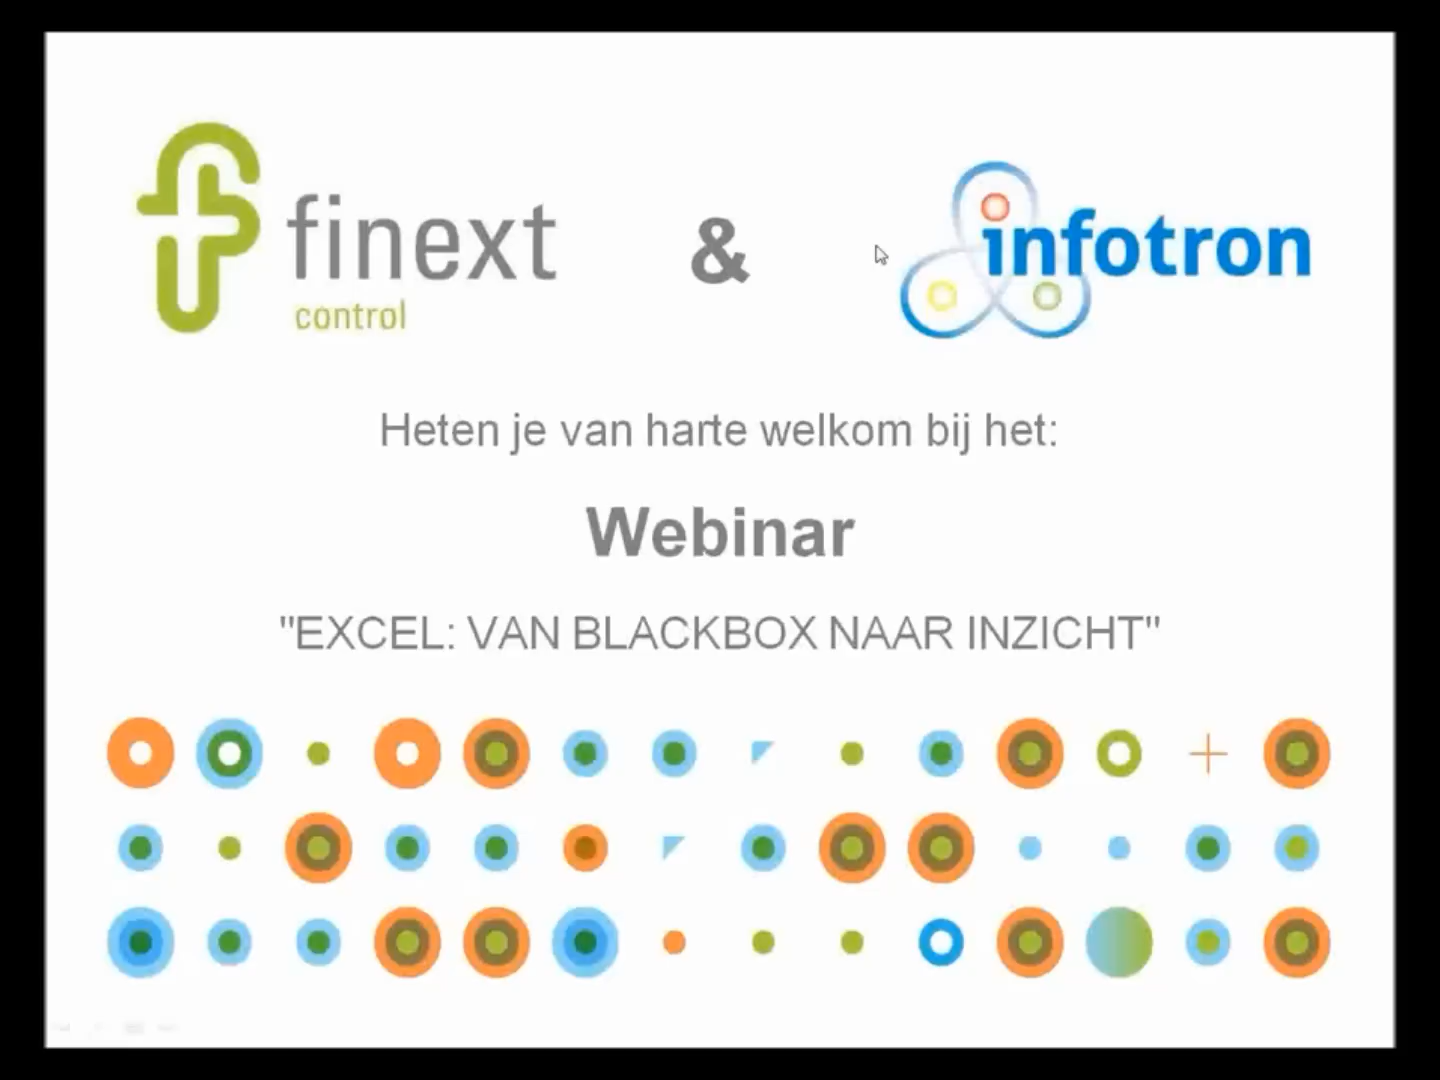 finext & infotron
control
Heten je van harte welkom bij het:
Webinar
"EXCEL: VAN BLACKBOX NAAR INZICHT"